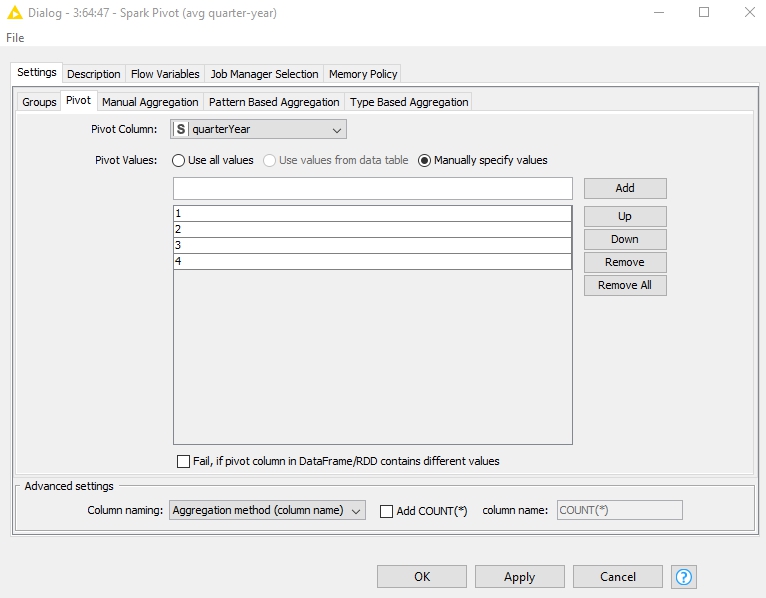 Dialog - 3:64:47 - Spark Pivot (avg quarter-year)
File
Settings Description Flow Variables Job Manager Selection Memory Policy
Groups Pivot Manual Aggregation Pattern Based Aggregation Type Based Aggregation
Pivot Column: S quarterYear
Pivot Values: Use all values Use values from data table Manually specify values
Add
1 Up
2
3 Down
4 Remove
Remove All
Fail, if pivot column in DataFrame/RDD contains different values
Advanced settings
Column naming: Aggregation method (column name) Add COUNT(*) column name: COUNT(*)
OK Apply Cancel ?